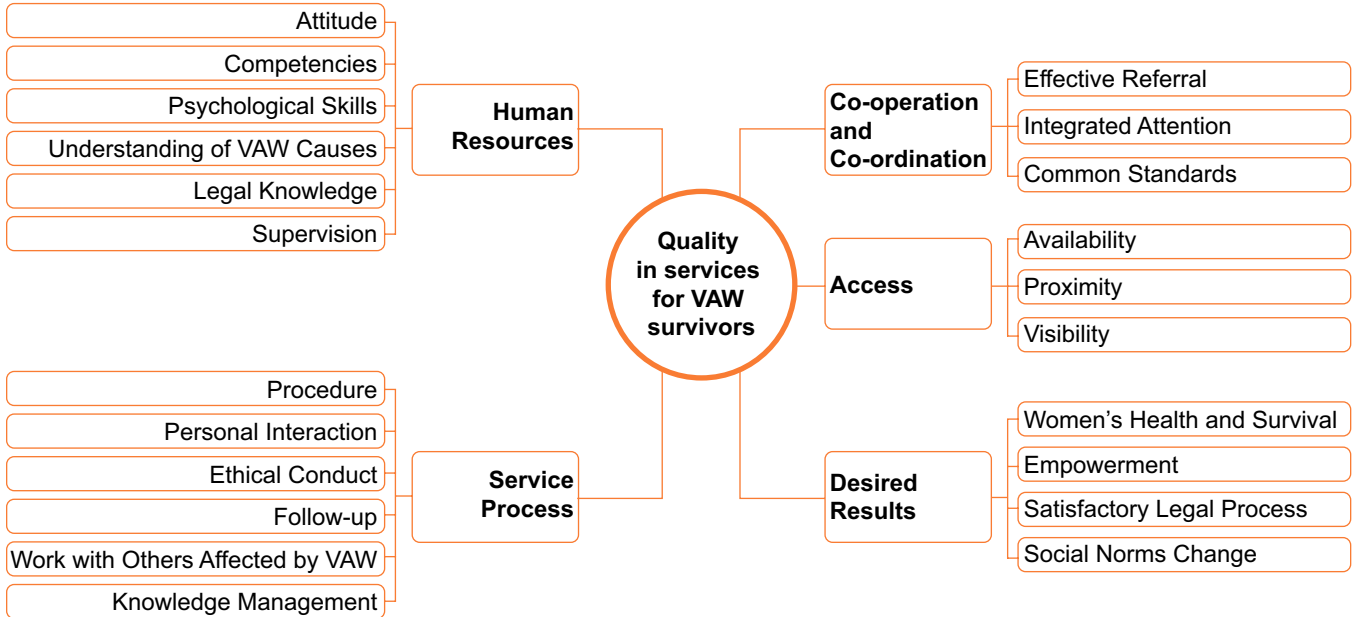 Attitude
Competencies
Psychological Skills
Understanding of VAW Causes
Legal Knowledge
Supervision
Human
Resources
Procedure
Personal Interaction
Ethical Conduct
Follow-up
Work with Others Affected by VAW
Knowledge Management
Service
Process
Quality
in services
for VAW
survivors
Co-operation
and
Co-ordination
Effective Referral
Integrated Attention
Common Standards
Access
Availability
Proximity
Visibility
Desired
Results
Women’s Health and Survival
Empowerment
Satisfactory Legal Process
Social Norms Change